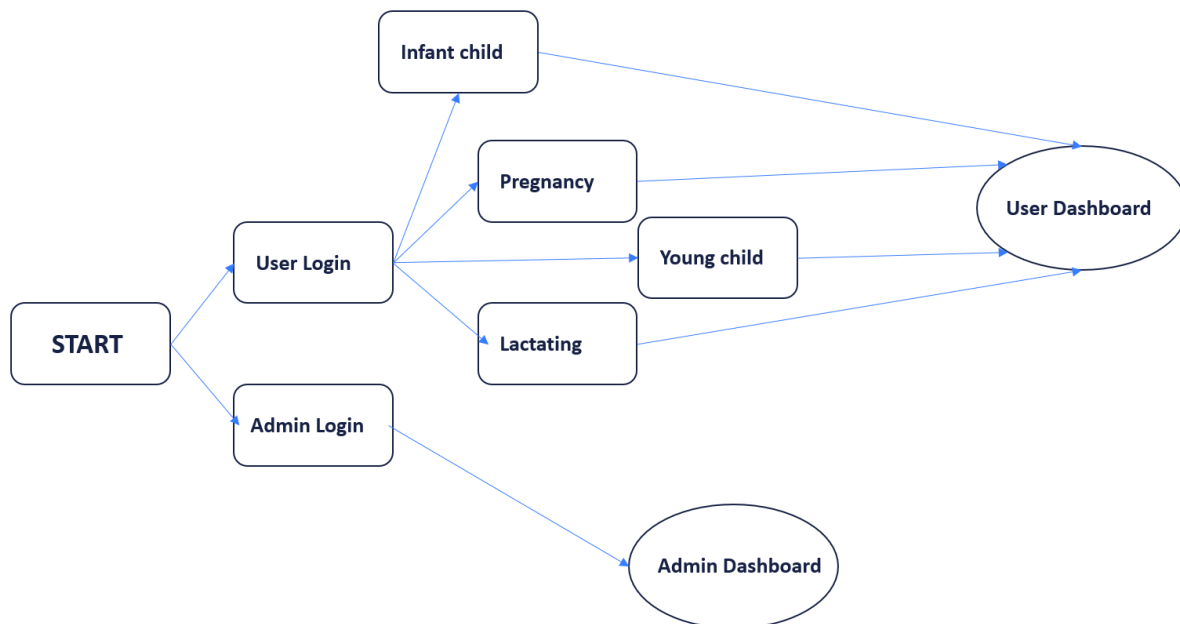 Infant child
Pregnancy
User Dashboard
Young child
User Login
START
Lactating
Admin Login
Admin Dashboard